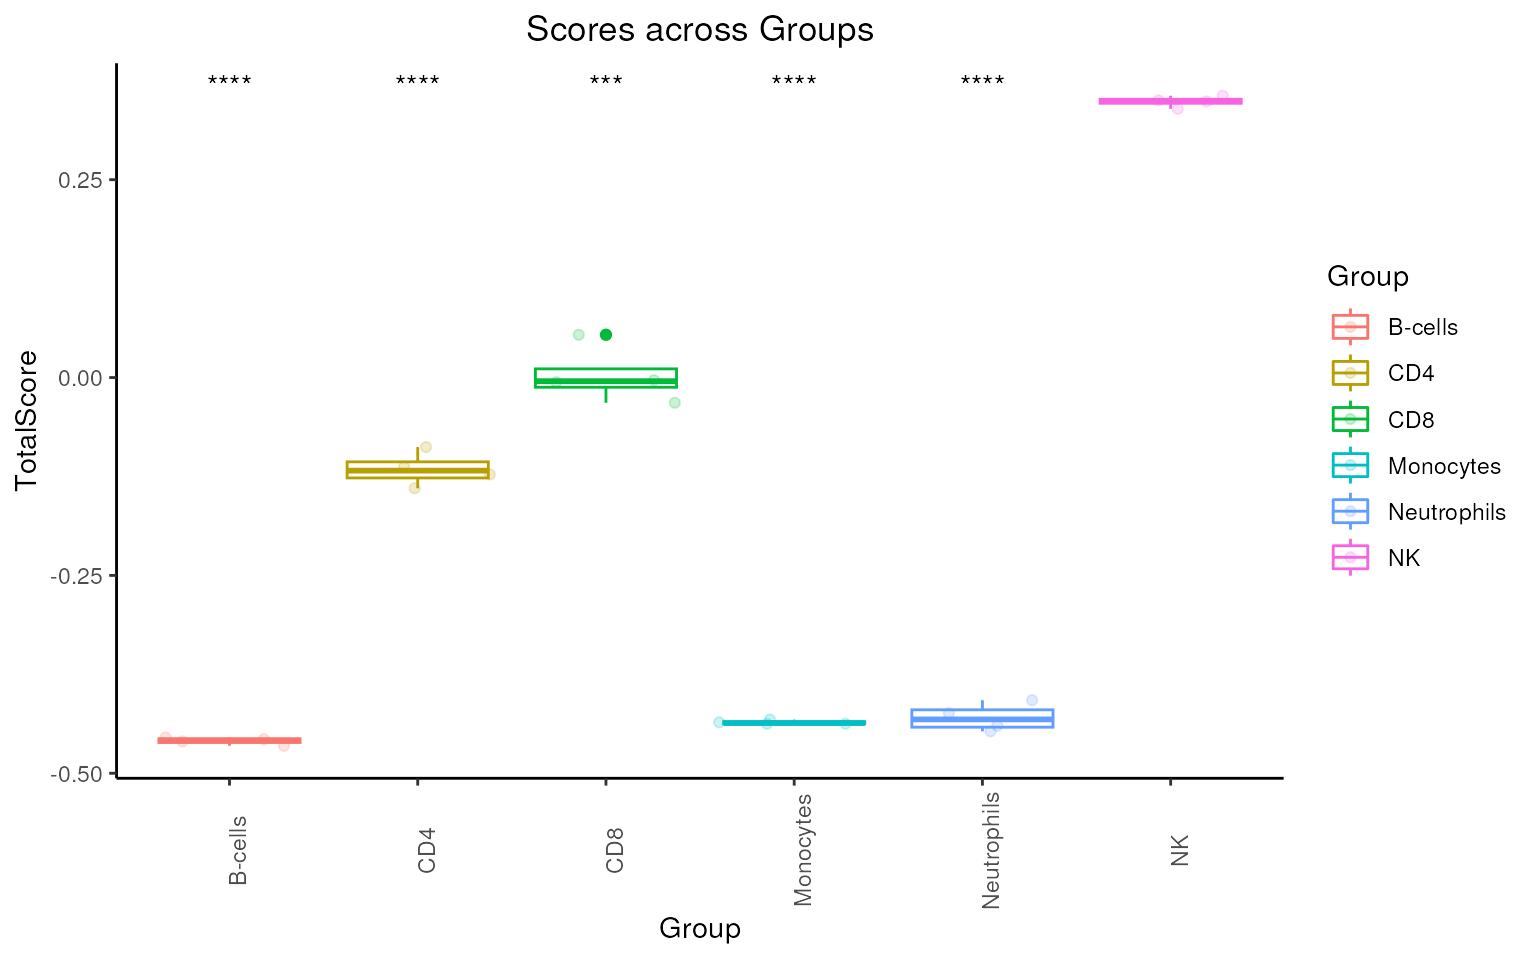 Scores across Groups
**** **** *** **** ****
0.25
0.00
-0.25
-0.50
TotalScore
B-cells
CD4
CD8
Monocytes
Neutrophils
NK
Group
Group
B-cells
CD4
CD8
Monocytes
Neutrophils
NK